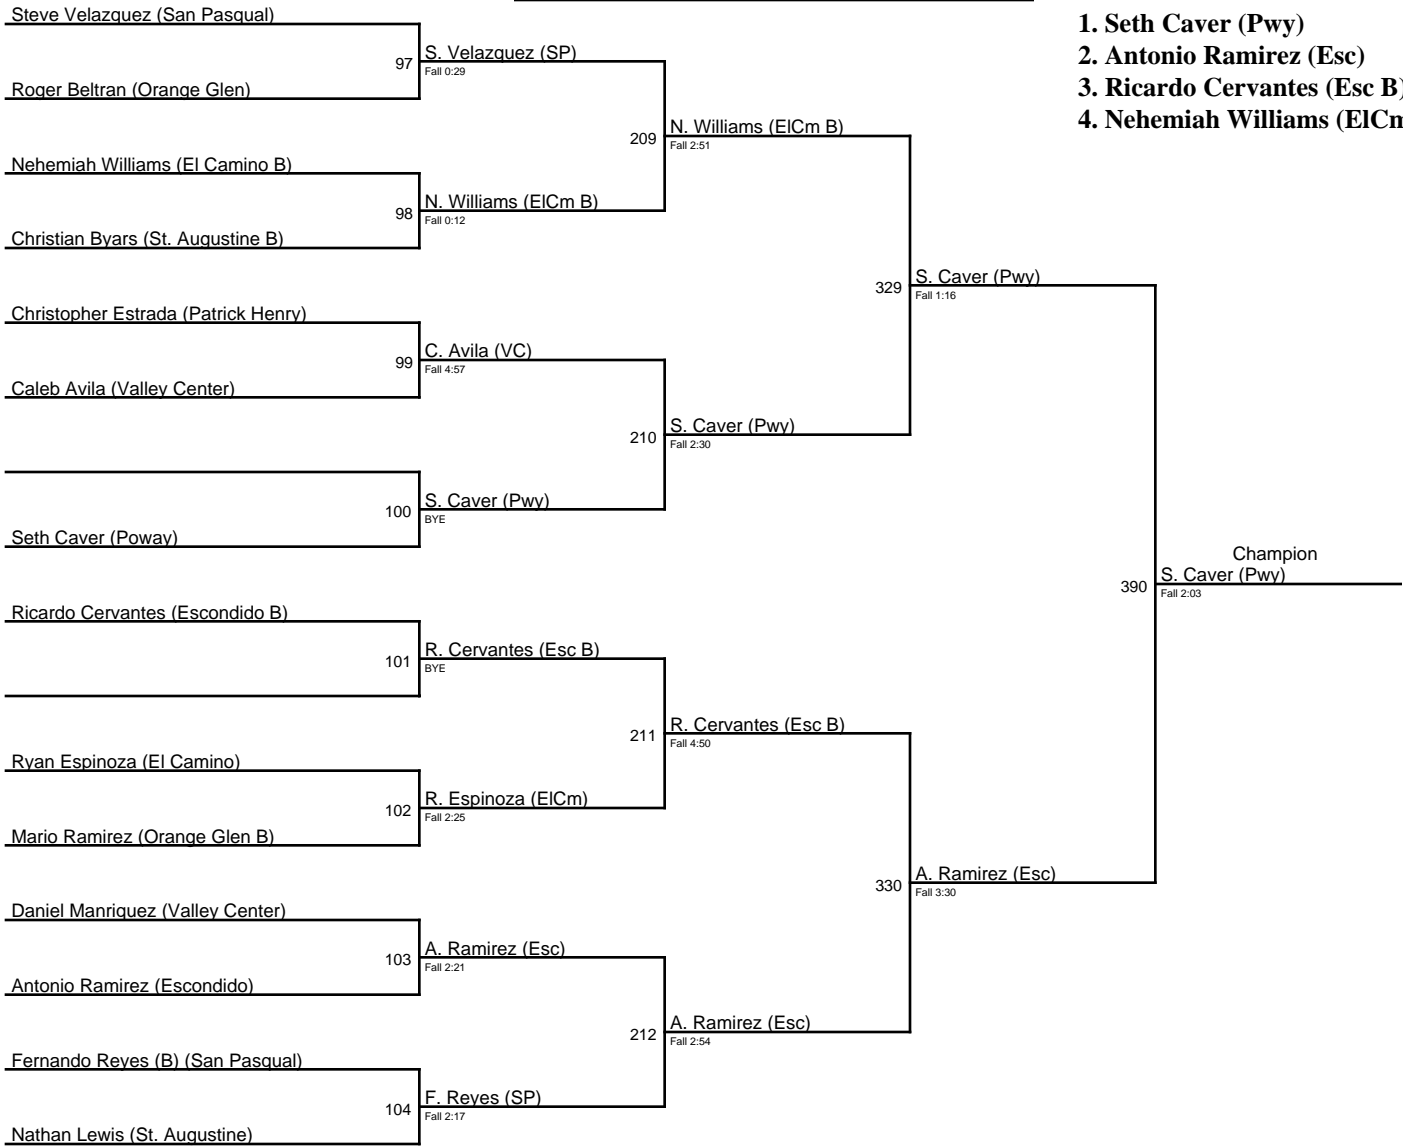 Steve Velazquez (San Pasqual)
97
S. Velazquez (SP)
Fall 0:29
Roger Beltran (Orange Glen)
209
N. Williams (ElCm B)
Fall 2:51
Nehemiah Williams (El Camino B)
98
N. Williams (ElCm B)
Fall 0:12
Christian Byars (St. Augustine B)
329
S. Caver (Pwy)
Fall 1:16
Christopher Estrada (Patrick Henry)
99
C. Avila (VC)
Fall 4:57
Caleb Avila (Valley Center)
210
S. Caver (Pwy)
Fall 2:30
100
S. Caver (Pwy)
BYE
Seth Caver (Poway)
390
Champion
S. Caver (Pwy)
Fall 2:03
Ricardo Cervantes (Escondido B)
101
R. Cervantes (Esc B)
BYE
211
R. Cervantes (Esc B)
Fall 4:50
Ryan Espinoza (El Camino)
102
R. Espinoza (ElCm)
Fall 2:25
Mario Ramirez (Orange Glen B)
330
A. Ramirez (Esc)
Fall 3:30
Daniel Manriquez (Valley Center)
103
A. Ramirez (Esc)
Fall 2:21
Antonio Ramirez (Escondido)
212
A. Ramirez (Esc)
Fall 2:54
Fernando Reyes (B) (San Pasqual)
104
F. Reyes (SP)
Fall 2:17
Nathan Lewis (St. Augustine)
1. Seth Caver (Pwy)
2. Antonio Ramirez (Esc)
3. Ricardo Cervantes (Esc B)
4. Nehemiah Williams (ElCm